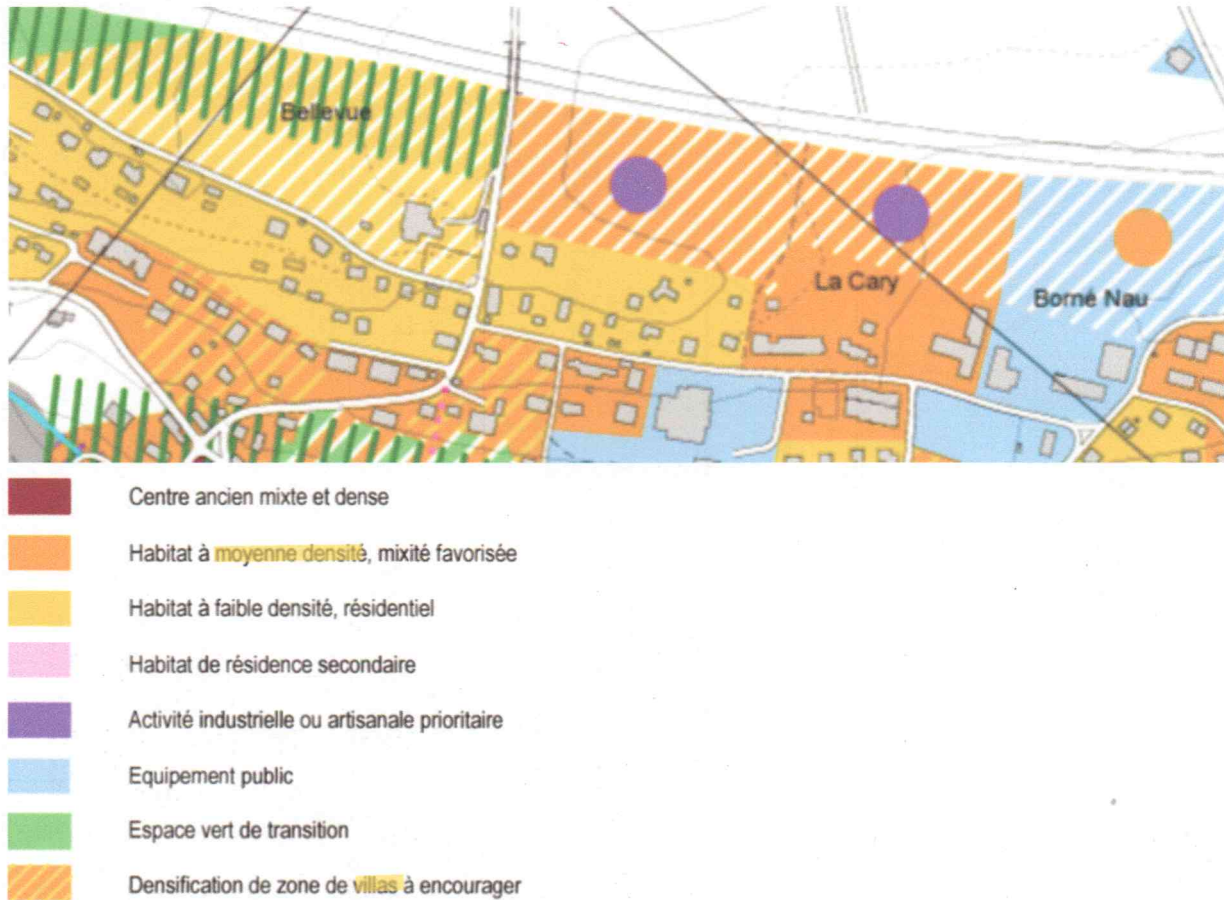 Bellevue
La Cary
Borné Nau
Centre ancien mixte et dense
Habitat à moyenne densité, mixité favorisée
Habitat à faible densité, résidentiel
Habitat de résidence secondaire
Activité industrielle ou artisanale prioritaire
Equipement public
Espace vert de transition
Densification de zone de villas à encourager